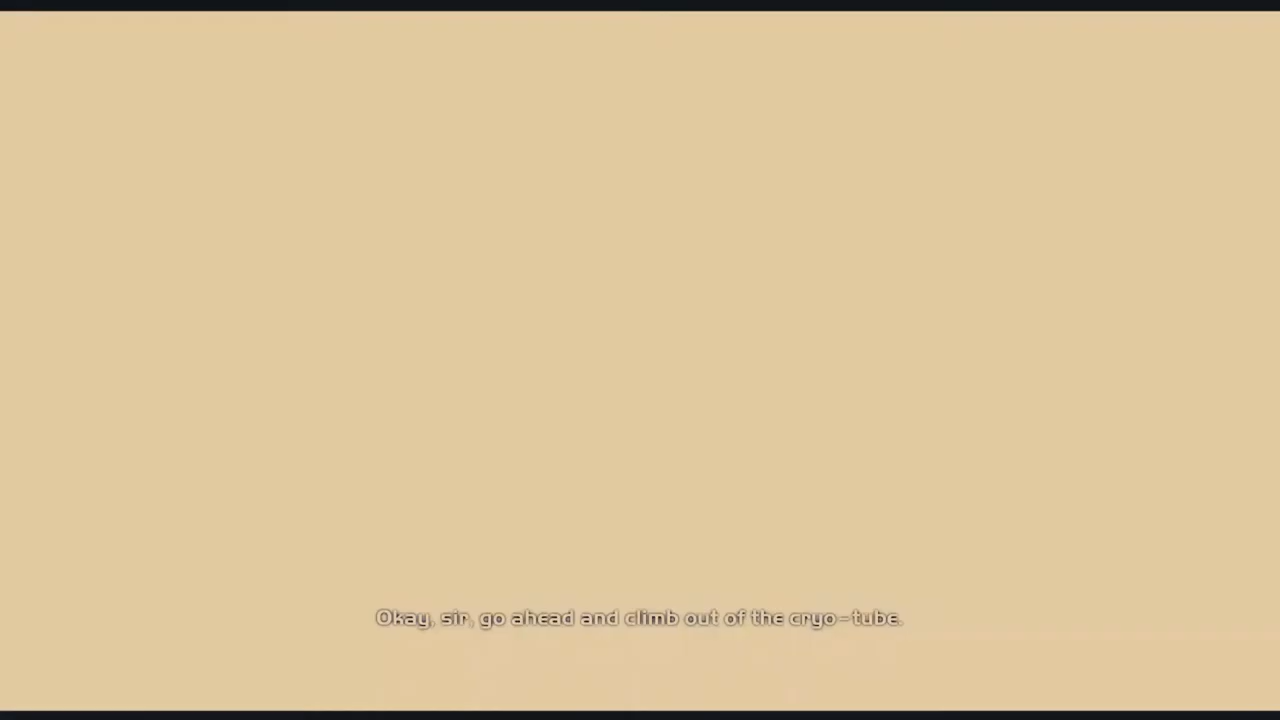 Okay, sir, go ahead and climb out of the cryo-tube.